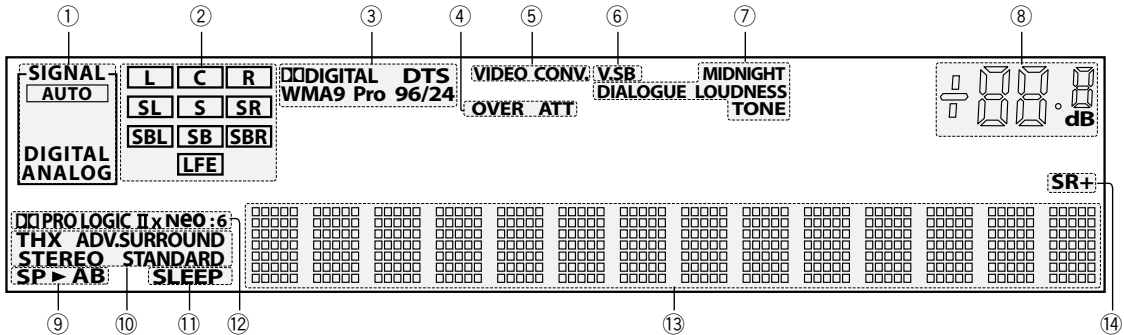 ① ② ③ ④ ⑤ ⑥ ⑦ ⑧
SIGNAL
AUTO
DIGITAL
ANALOG
L C R
SL S SR
SBL SB SBR
LFE
DIGITAL DTS
WMA9 Pro 96/24
VIDEO CONV. V.SB MIDNIGHT
DIALOGUE LOUDNESS
OVER ATT TONE
dB
SR+
PRO LOGIC IIx Neo:6
THX ADV.SURROUND
STEREO STANDARD
SP ► AB SLEEP
⑨ ⑩ ⑪ ⑫ ⑬ ⑭